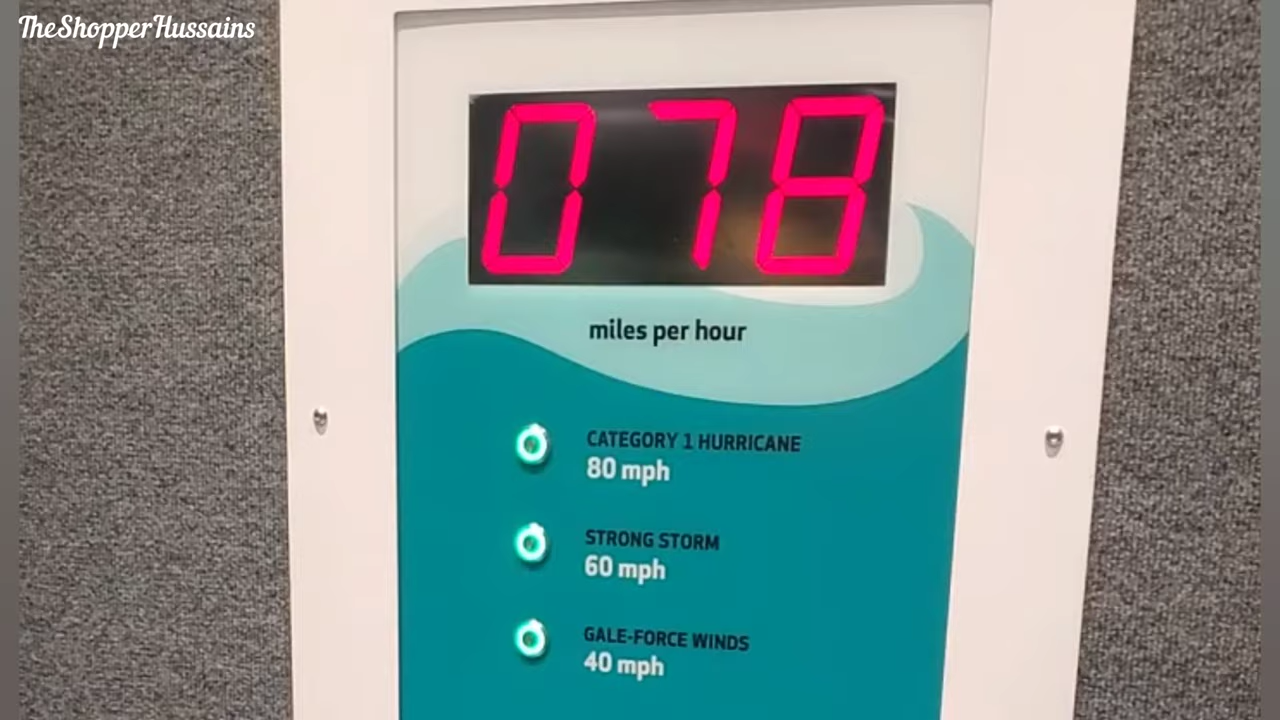 TheShopperHussains
078
miles per hour
CATEGORY 1 HURRICANE
80 mph
STRONG STORM
60 mph
GALE-FORCE WINDS
40 mph